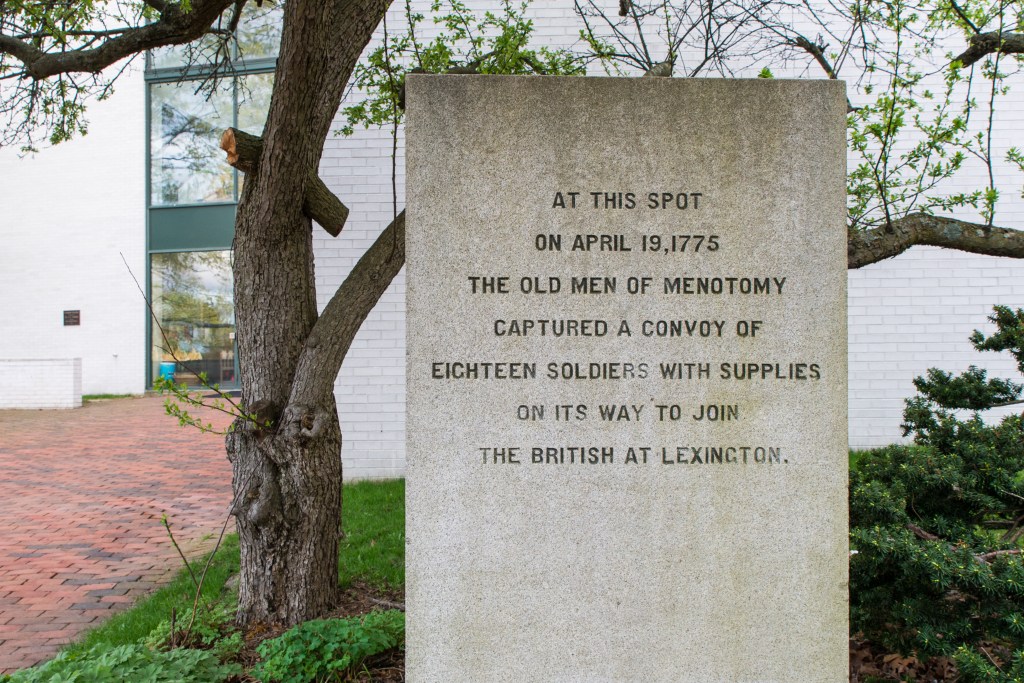 AT THIS SPOT
ON APRIL 19,1775
THE OLD MEN OF MENOTOMY
CAPTURED A CONVOY OF
EIGHTEEN SOLDIERS WITH SUPPLIES
ON ITS WAY TO JOIN
THE BRITISH AT LEXINGTON.